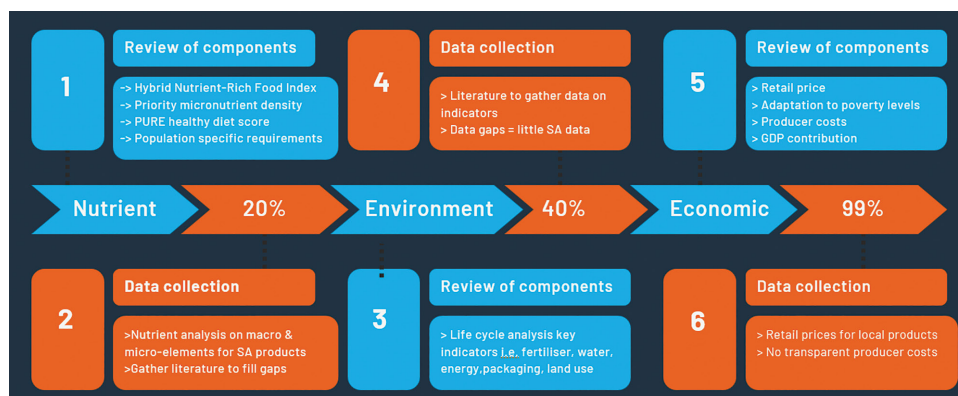 1
Review of components
-> Hybrid Nutrient-Rich Food Index
-> Priority micronutrient density
-> PURE healthy diet score
-> Population specific requirements
4
Data collection
> Literature to gather data on
indicators
> Data gaps = little SA data
5
Review of components
> Retail price
> Adaptation to poverty levels
> Producer costs
> GDP contribution
Nutrient
20%
Environment
40%
Economic
99%
2
Data collection
>Nutrient analysis on macro &
micro-elements for SA products
>Gather literature to fill gaps
3
Review of components
> Life cycle analysis key
indicators i.e. fertiliser, water,
energy,packaging, land use
6
Data collection
> Retail prices for local products
> No transparent producer costs